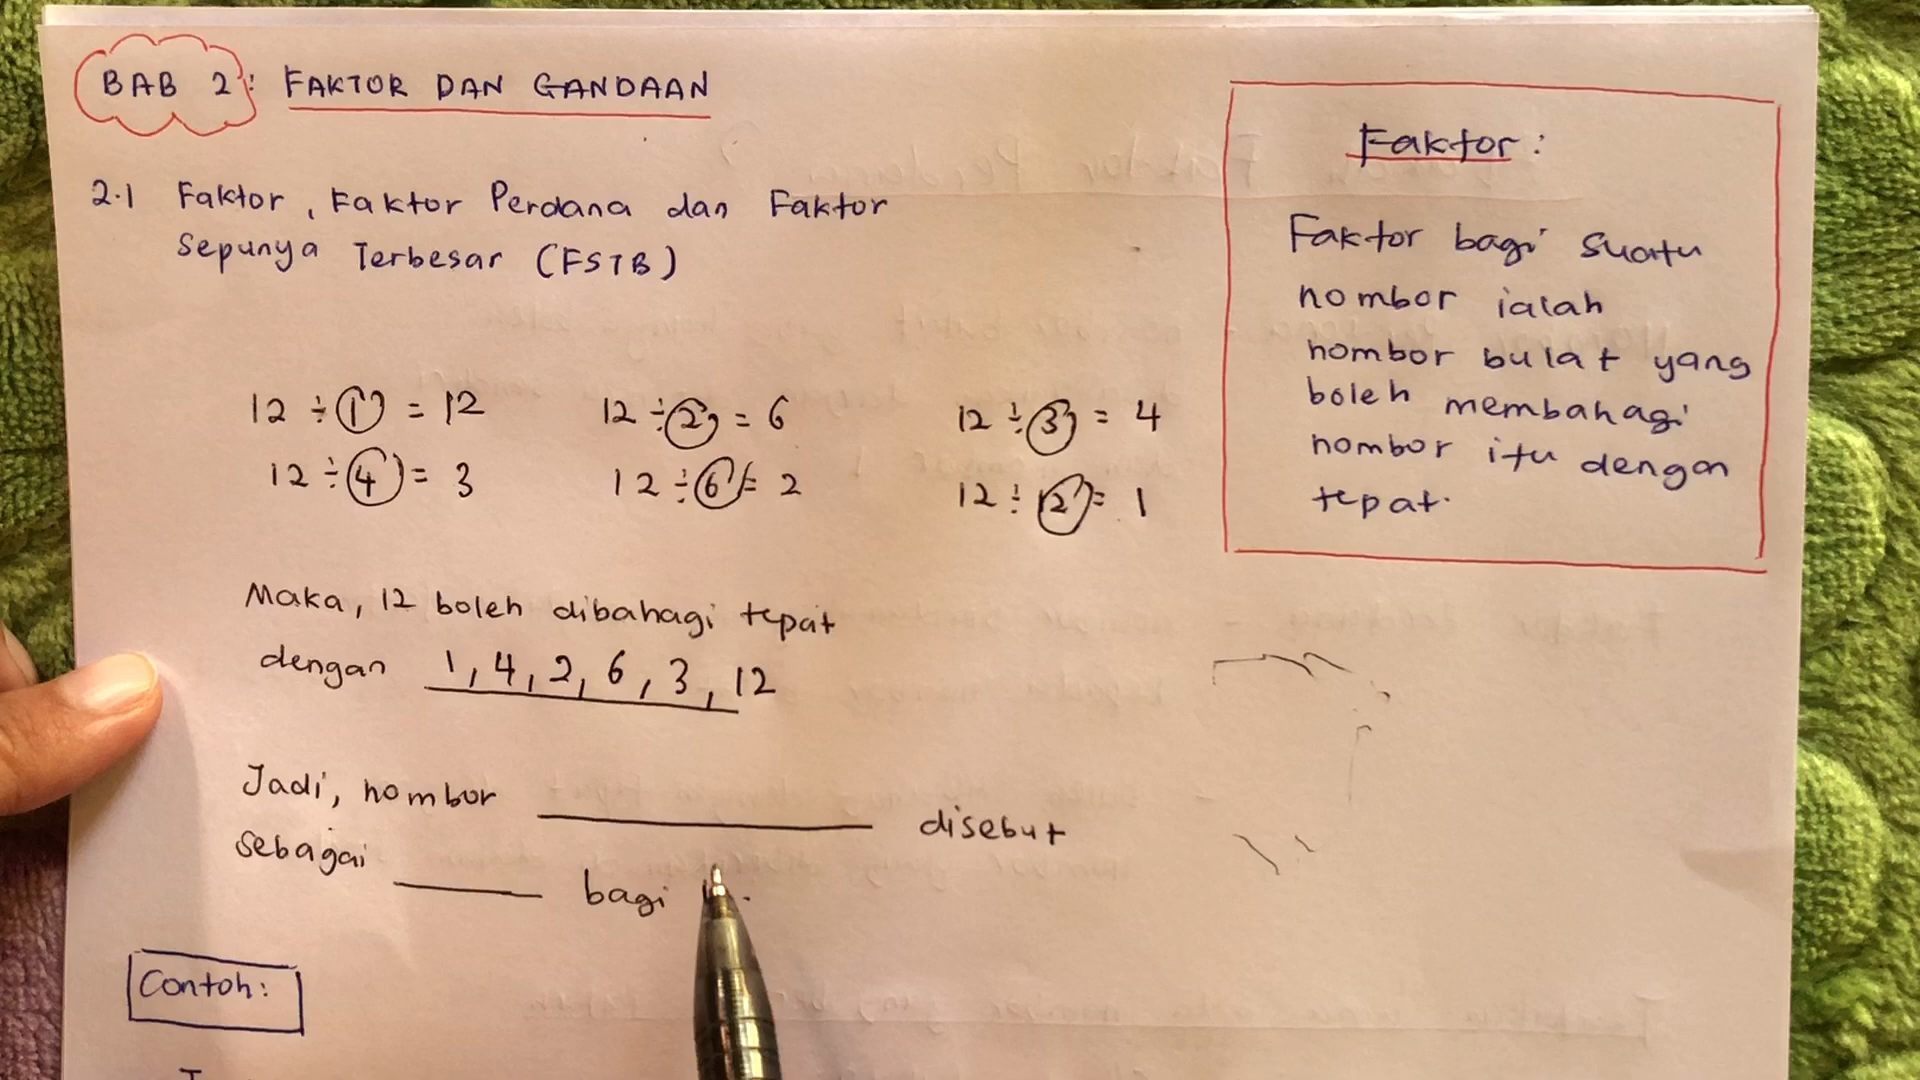 BAB 2: FAKTOR DAN GANDAAN
2.1 Faktor, Faktor Perdana dan Faktor
Sepunya Terbesar (FSTB)
12 ÷ 1 = 12 12 ÷ 2 = 6 12 ÷ 3 = 4
12 ÷ 4 = 3 12 ÷ 6 = 2 12 ÷ 12 = 1
Maka, 12 boleh dibahagi tepat
dengan 1, 4, 2, 6, 3, 12
Jadi, nombor ________ disebut
sebagai ____ bagi
Contoh:
Faktor:
Faktor bagi suatu
nombor ialah
nombor bulat yang
boleh membahagi
nombor itu dengan
tepat.